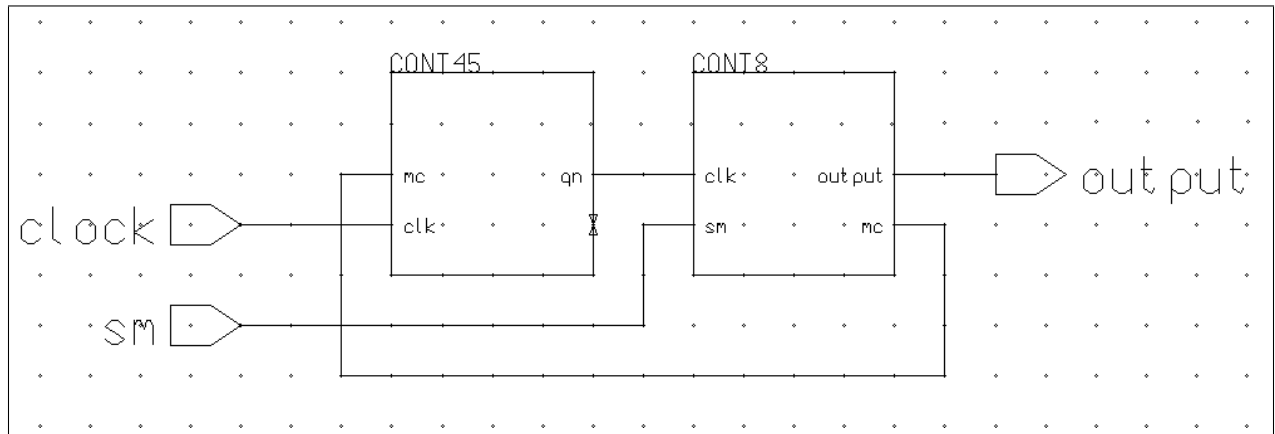 CONT45 CONT8
mc qn clk output output
clock clk sm mc
sm